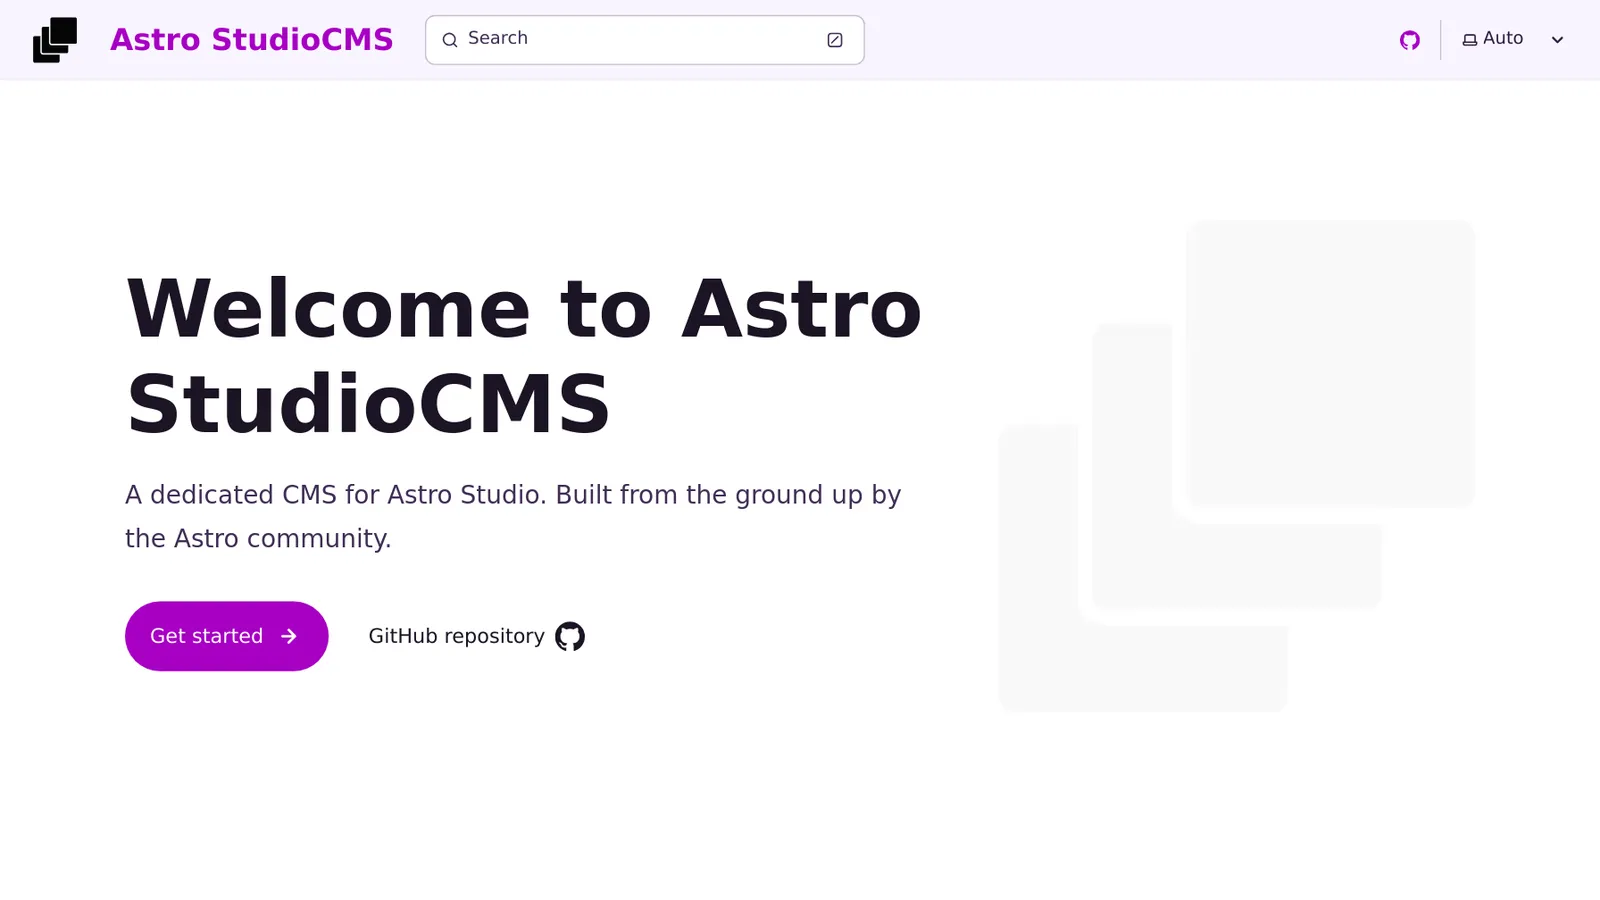 Astro StudioCMS
Search
Auto
Welcome to Astro
StudioCMS
A dedicated CMS for Astro Studio. Built from the ground up by
the Astro community.
Get started
GitHub repository